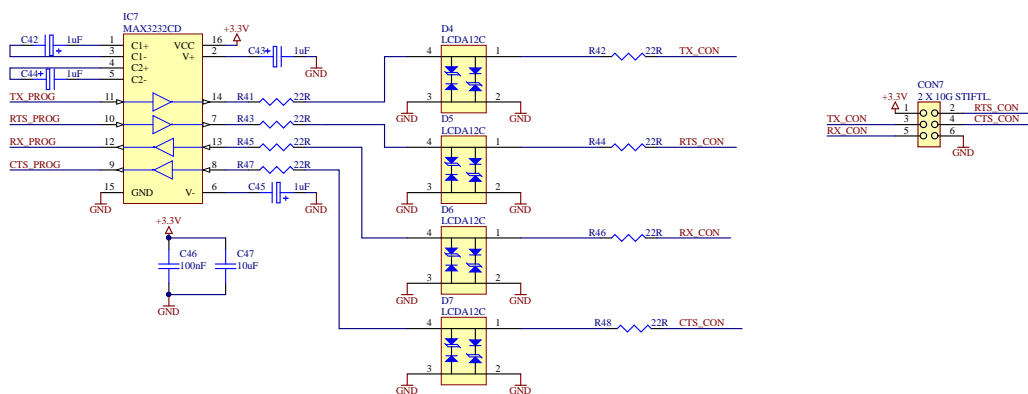 IC7
MAX3232CD
C42 1uF
1 C1+ VCC 16 +3.3V
3 C1- V+ 2 C43 1uF
4 C2+
C44 1uF 5 C2-
GND
TX_PROG 11 14 R41 22R
RTS_PROG 10 7 R43 22R
RX_PROG 12 13 R45 22R
CTS_PROG 9 8 R47 22R
15 GND V- 6 C45 1uF
GND GND
+3.3V
C46 C47
100nF 10uF
GND
D4
LCDA12C
4 1 R42 22R TX_CON
3 2
GND GND
D5
LCDA12C
4 1 R44 22R RTS_CON
3 2
GND GND
D6
LCDA12C
4 1 R46 22R RX_CON
3 2
GND GND
D7
LCDA12C
4 1 R48 22R CTS_CON
3 2
GND GND
CON7
+3.3V 2 X 10G STIFTL.
1 2 RTS_CON
TX_CON 3 4 CTS_CON
RX_CON 5 6
GND